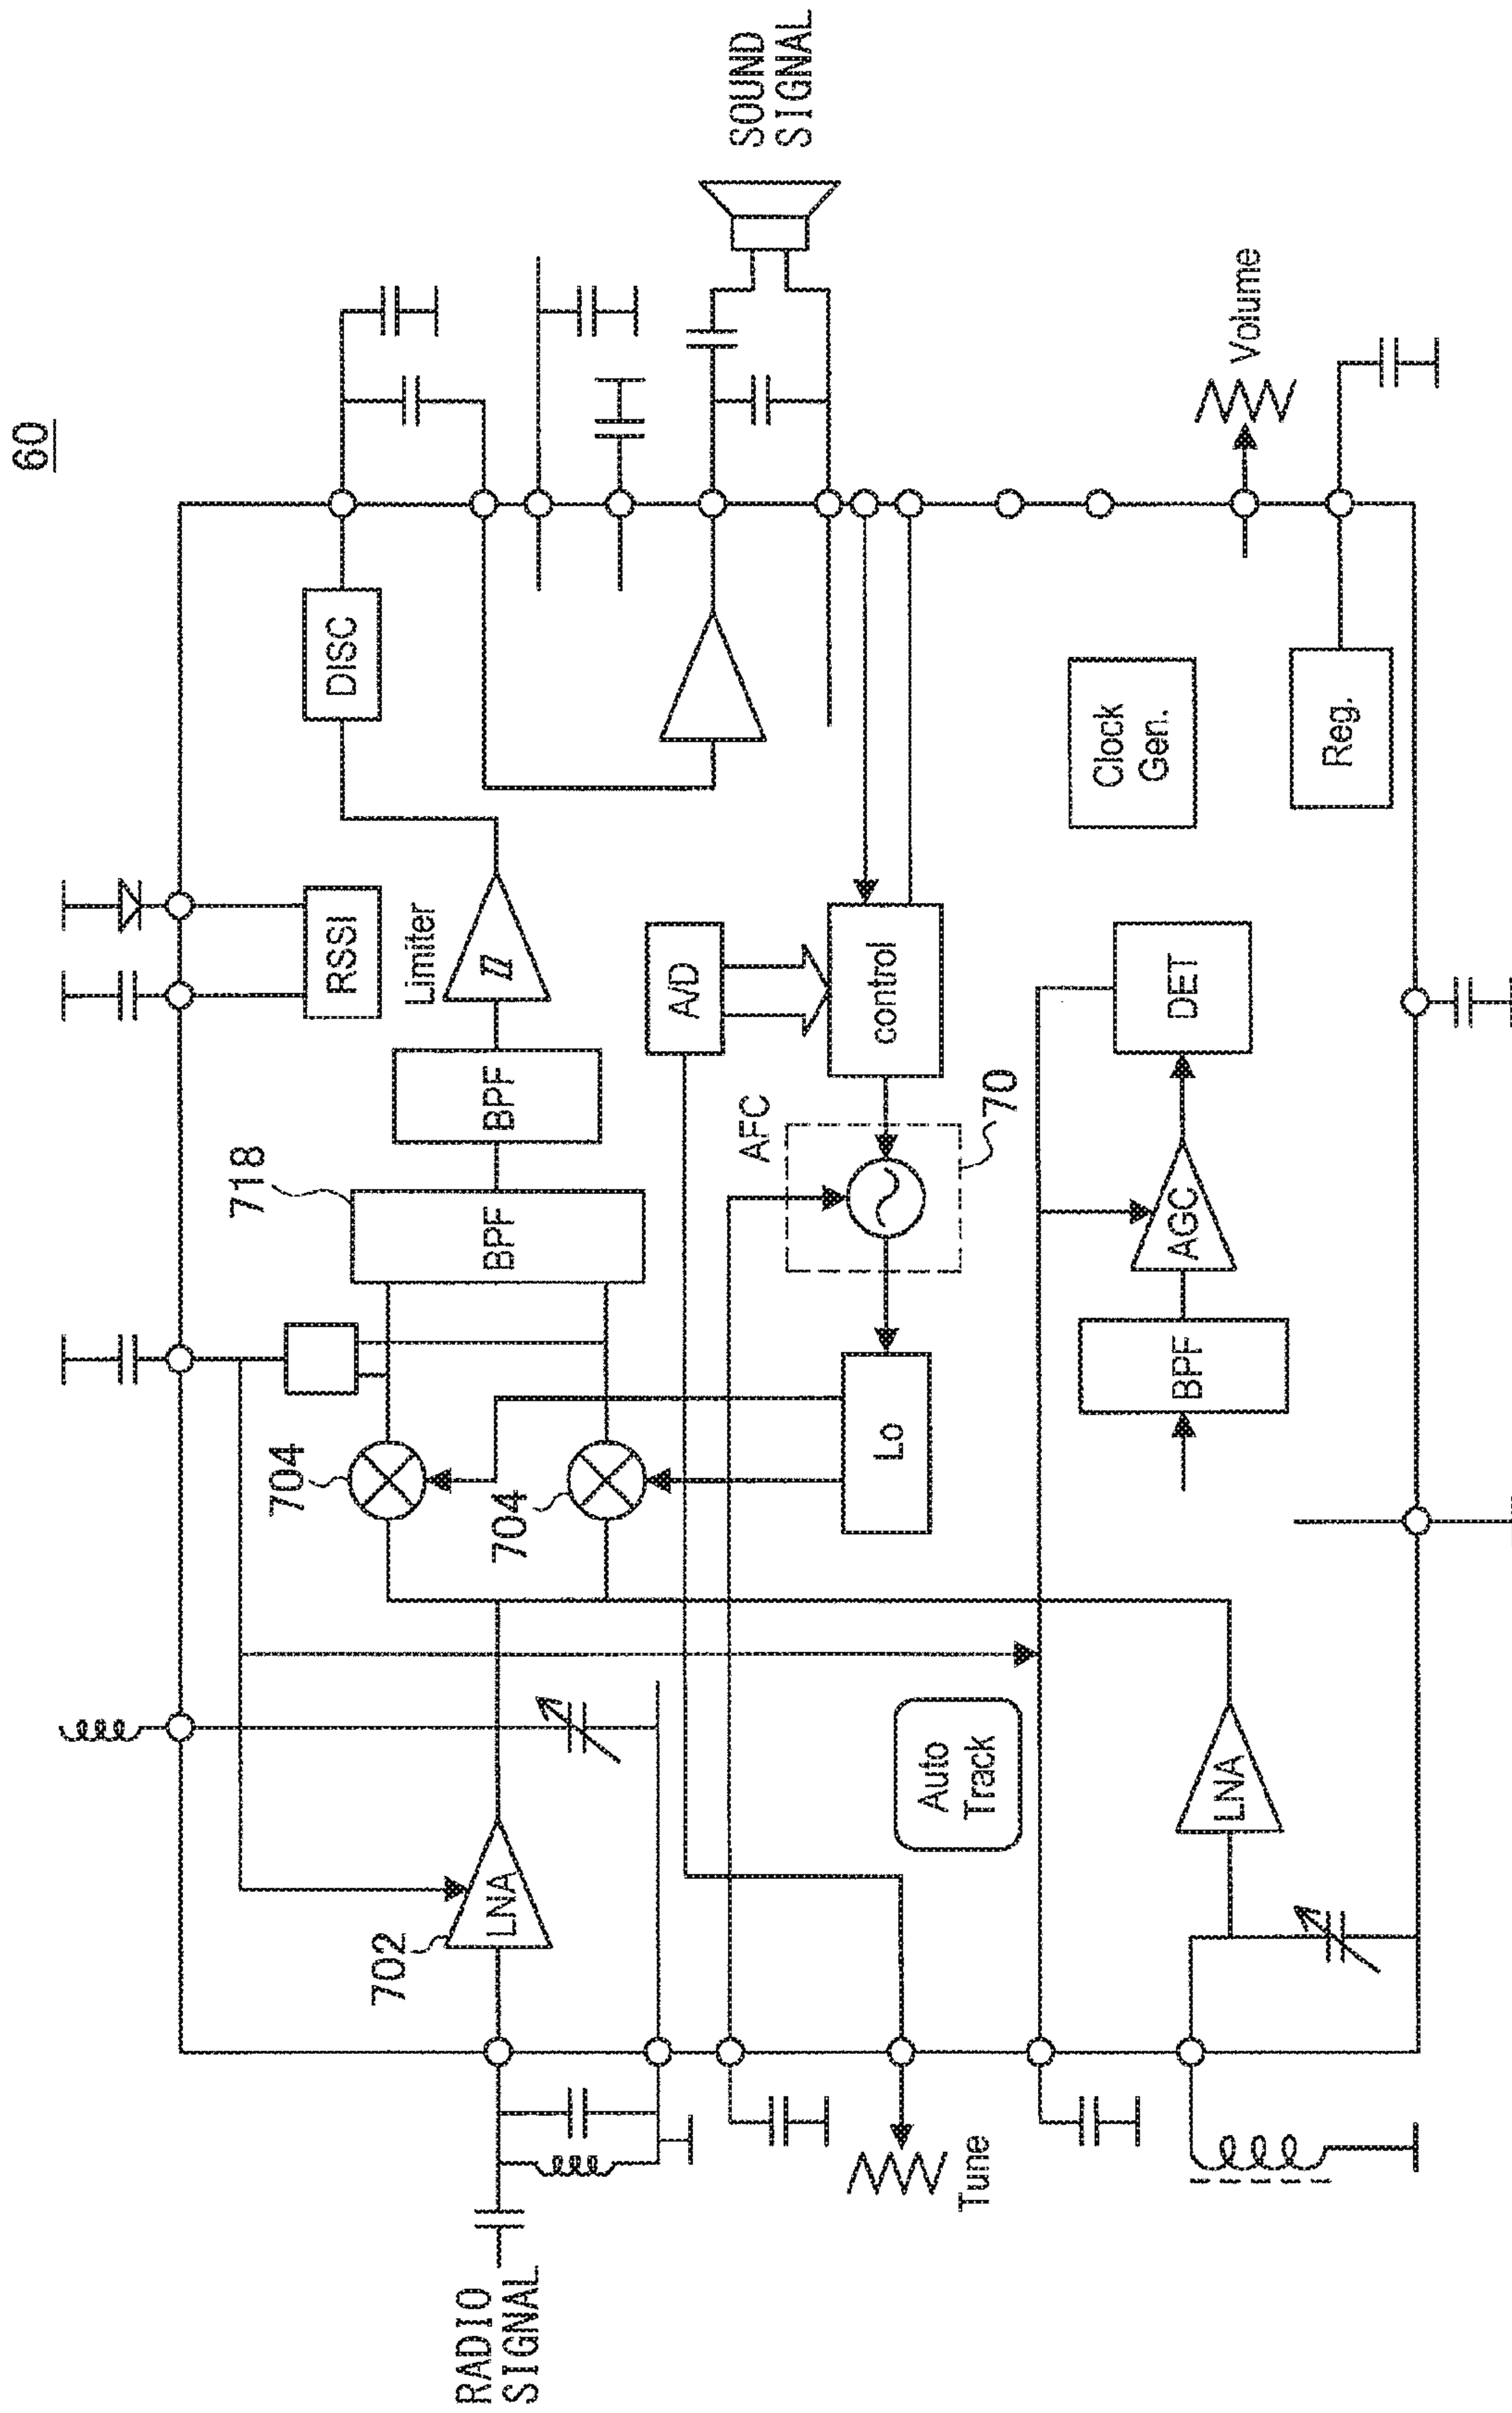 60
RADIO
SIGNAL
702
LNA
704
704
718
BPF
BPF
Limiter
RSSI
DISC
SOUND
SIGNAL
A/D
control
AFC
70
Lo
Tune
Auto
Track
LNA
BPF
AGC
DET
Clock
Gen.
Reg.
Volume